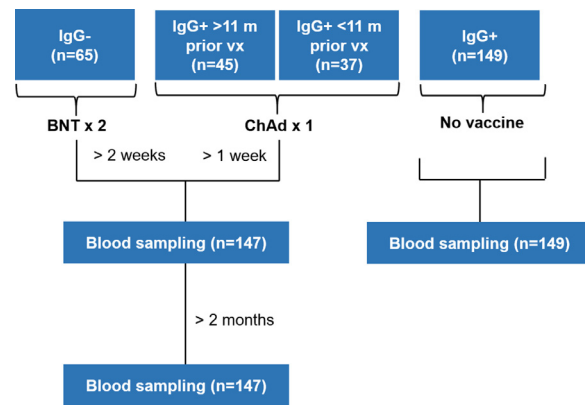 IgG-
(n=65)
IgG+ >11 m
prior vx
(n=45)
IgG+ <11 m
prior vx
(n=37)
IgG+
(n=149)
BNT x 2
ChAd x 1
No vaccine
> 2 weeks
> 1 week
Blood sampling (n=147)
Blood sampling (n=149)
> 2 months
Blood sampling (n=147)